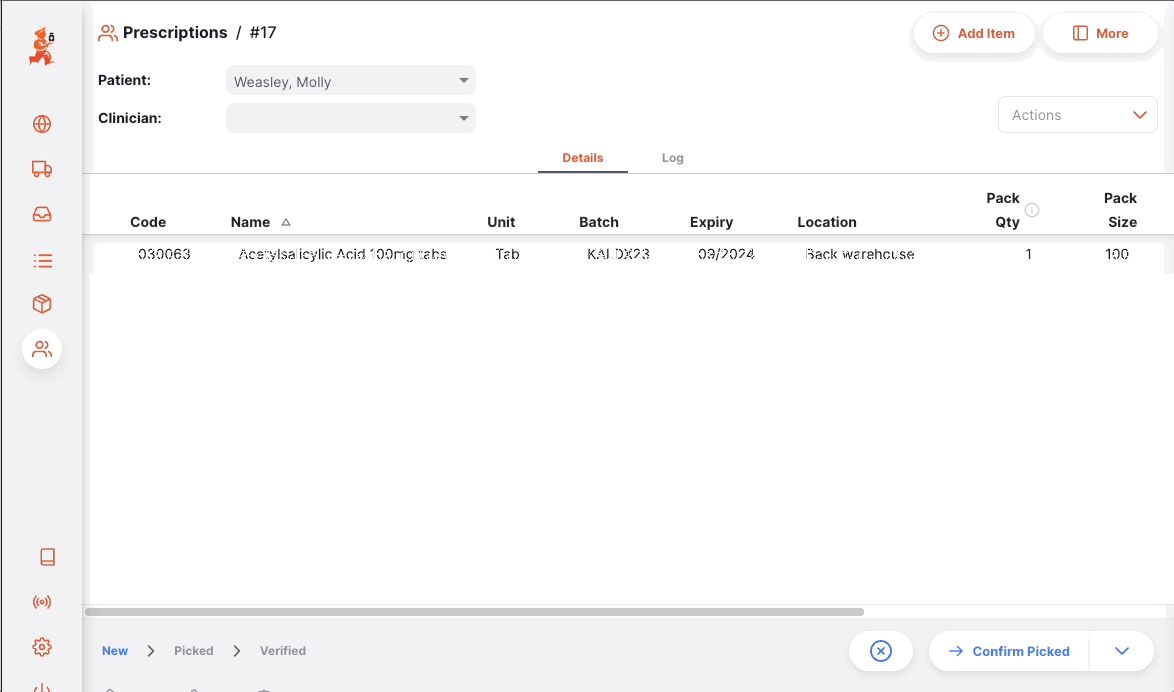 Prescriptions / #17
Add Item
More
Patient:
Weasley, Molly
Clinician:
Actions
Details
Log
Code Name Unit Batch Expiry Location Pack Qty Pack Size
030063 Acetylsalicylic Acid 100mg tabs Tab KALDX23 09/2024 Back warehouse 1 100
New Picked Verified
Confirm Picked